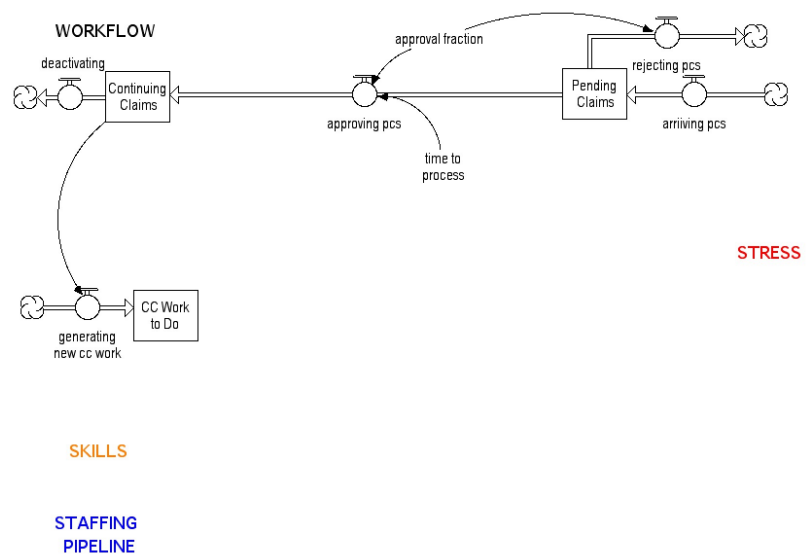 WORKFLOW
approval fraction
deactivating
rejecting pcs
Continuing
Claims
Pending
Claims
approving pcs
arriiving pcs
time to
process
STRESS
CC Work
to Do
generating
new cc work
SKILLS
STAFFING
PIPELINE